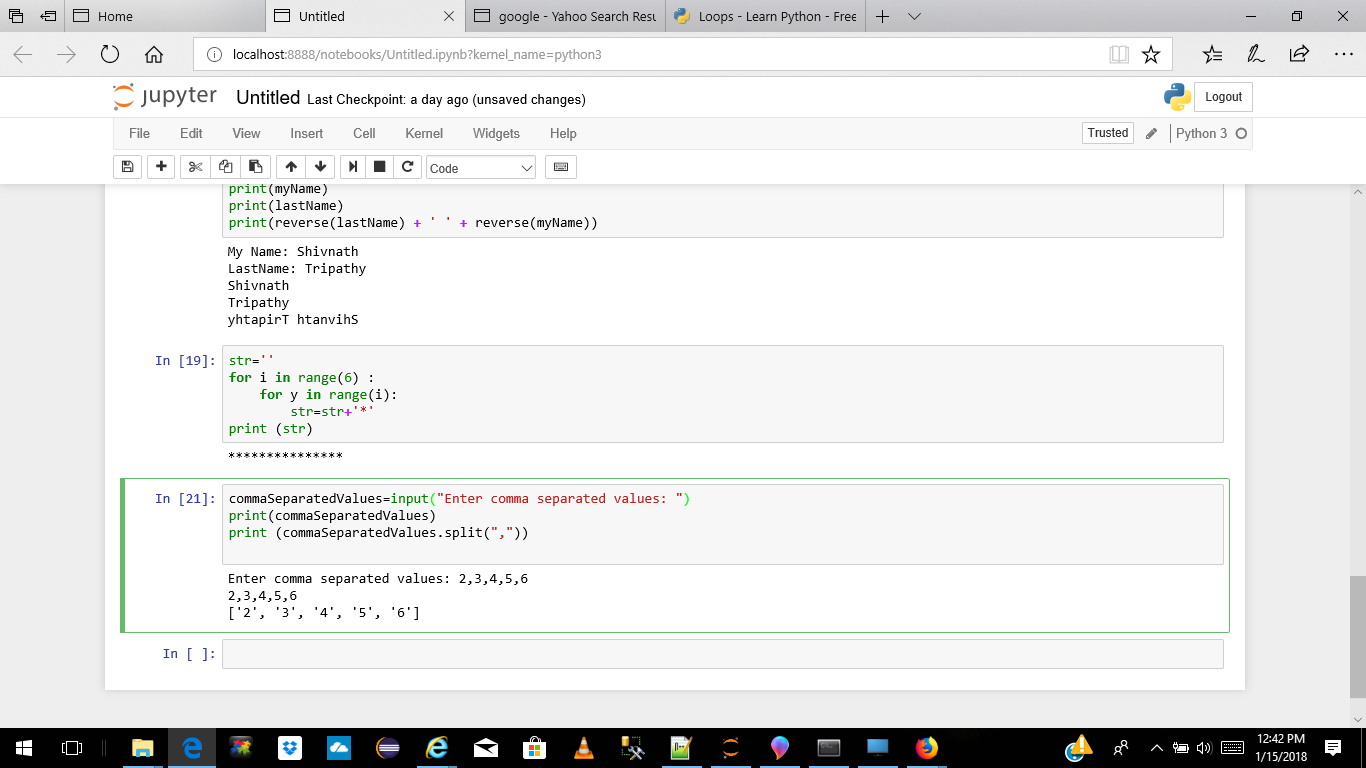 Home
Untitled
google - Yahoo Search Resu
Loops - Learn Python - Free
localhost:8888/notebooks/Untitled.ipynb?kernel_name=python3
jupyter Untitled Last Checkpoint: a day ago (unsaved changes)
Logout
File Edit View Insert Cell Kernel Widgets Help
Trusted
Python 3
Code
print(myName)
print(lastName)
print(reverse(lastName) + ' ' + reverse(myName))
My Name: Shivnath
LastName: Tripathy
Shivnath
Tripathy
yhtapirT htanvihS
In [19]:
str=''
for i in range(6) :
    for y in range(i):
        str=str+'*'
print (str)
***************
In [21]:
commaSeparatedValues=input("Enter comma separated values: ")
print(commaSeparatedValues)
print (commaSeparatedValues.split(","))
Enter comma separated values: 2,3,4,5,6
2,3,4,5,6
['2', '3', '4', '5', '6']
In [ ]:
12:42 PM
1/15/2018